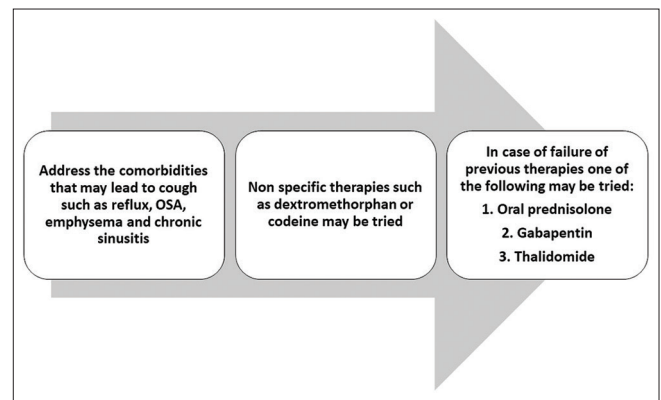 Address the comorbidities
that may lead to cough
such as reflux, OSA,
emphysema and chronic
sinusitis
Non specific therapies such
as dextromethorphan or
codeine may be tried
In case of failure of
previous therapies one of
the following may be tried:
1. Oral prednisolone
2. Gabapentin
3. Thalidomide